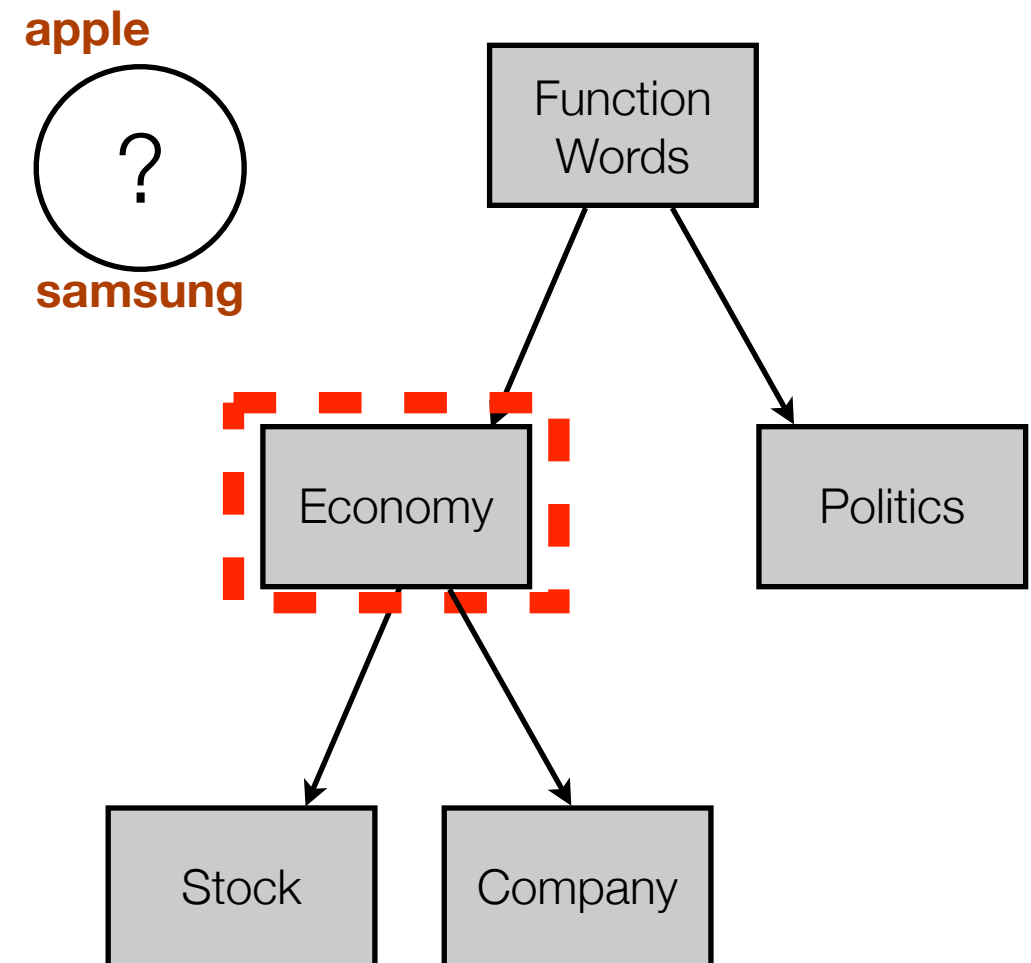 apple
?
samsung
Function
Words
Economy
Politics
Stock
Company